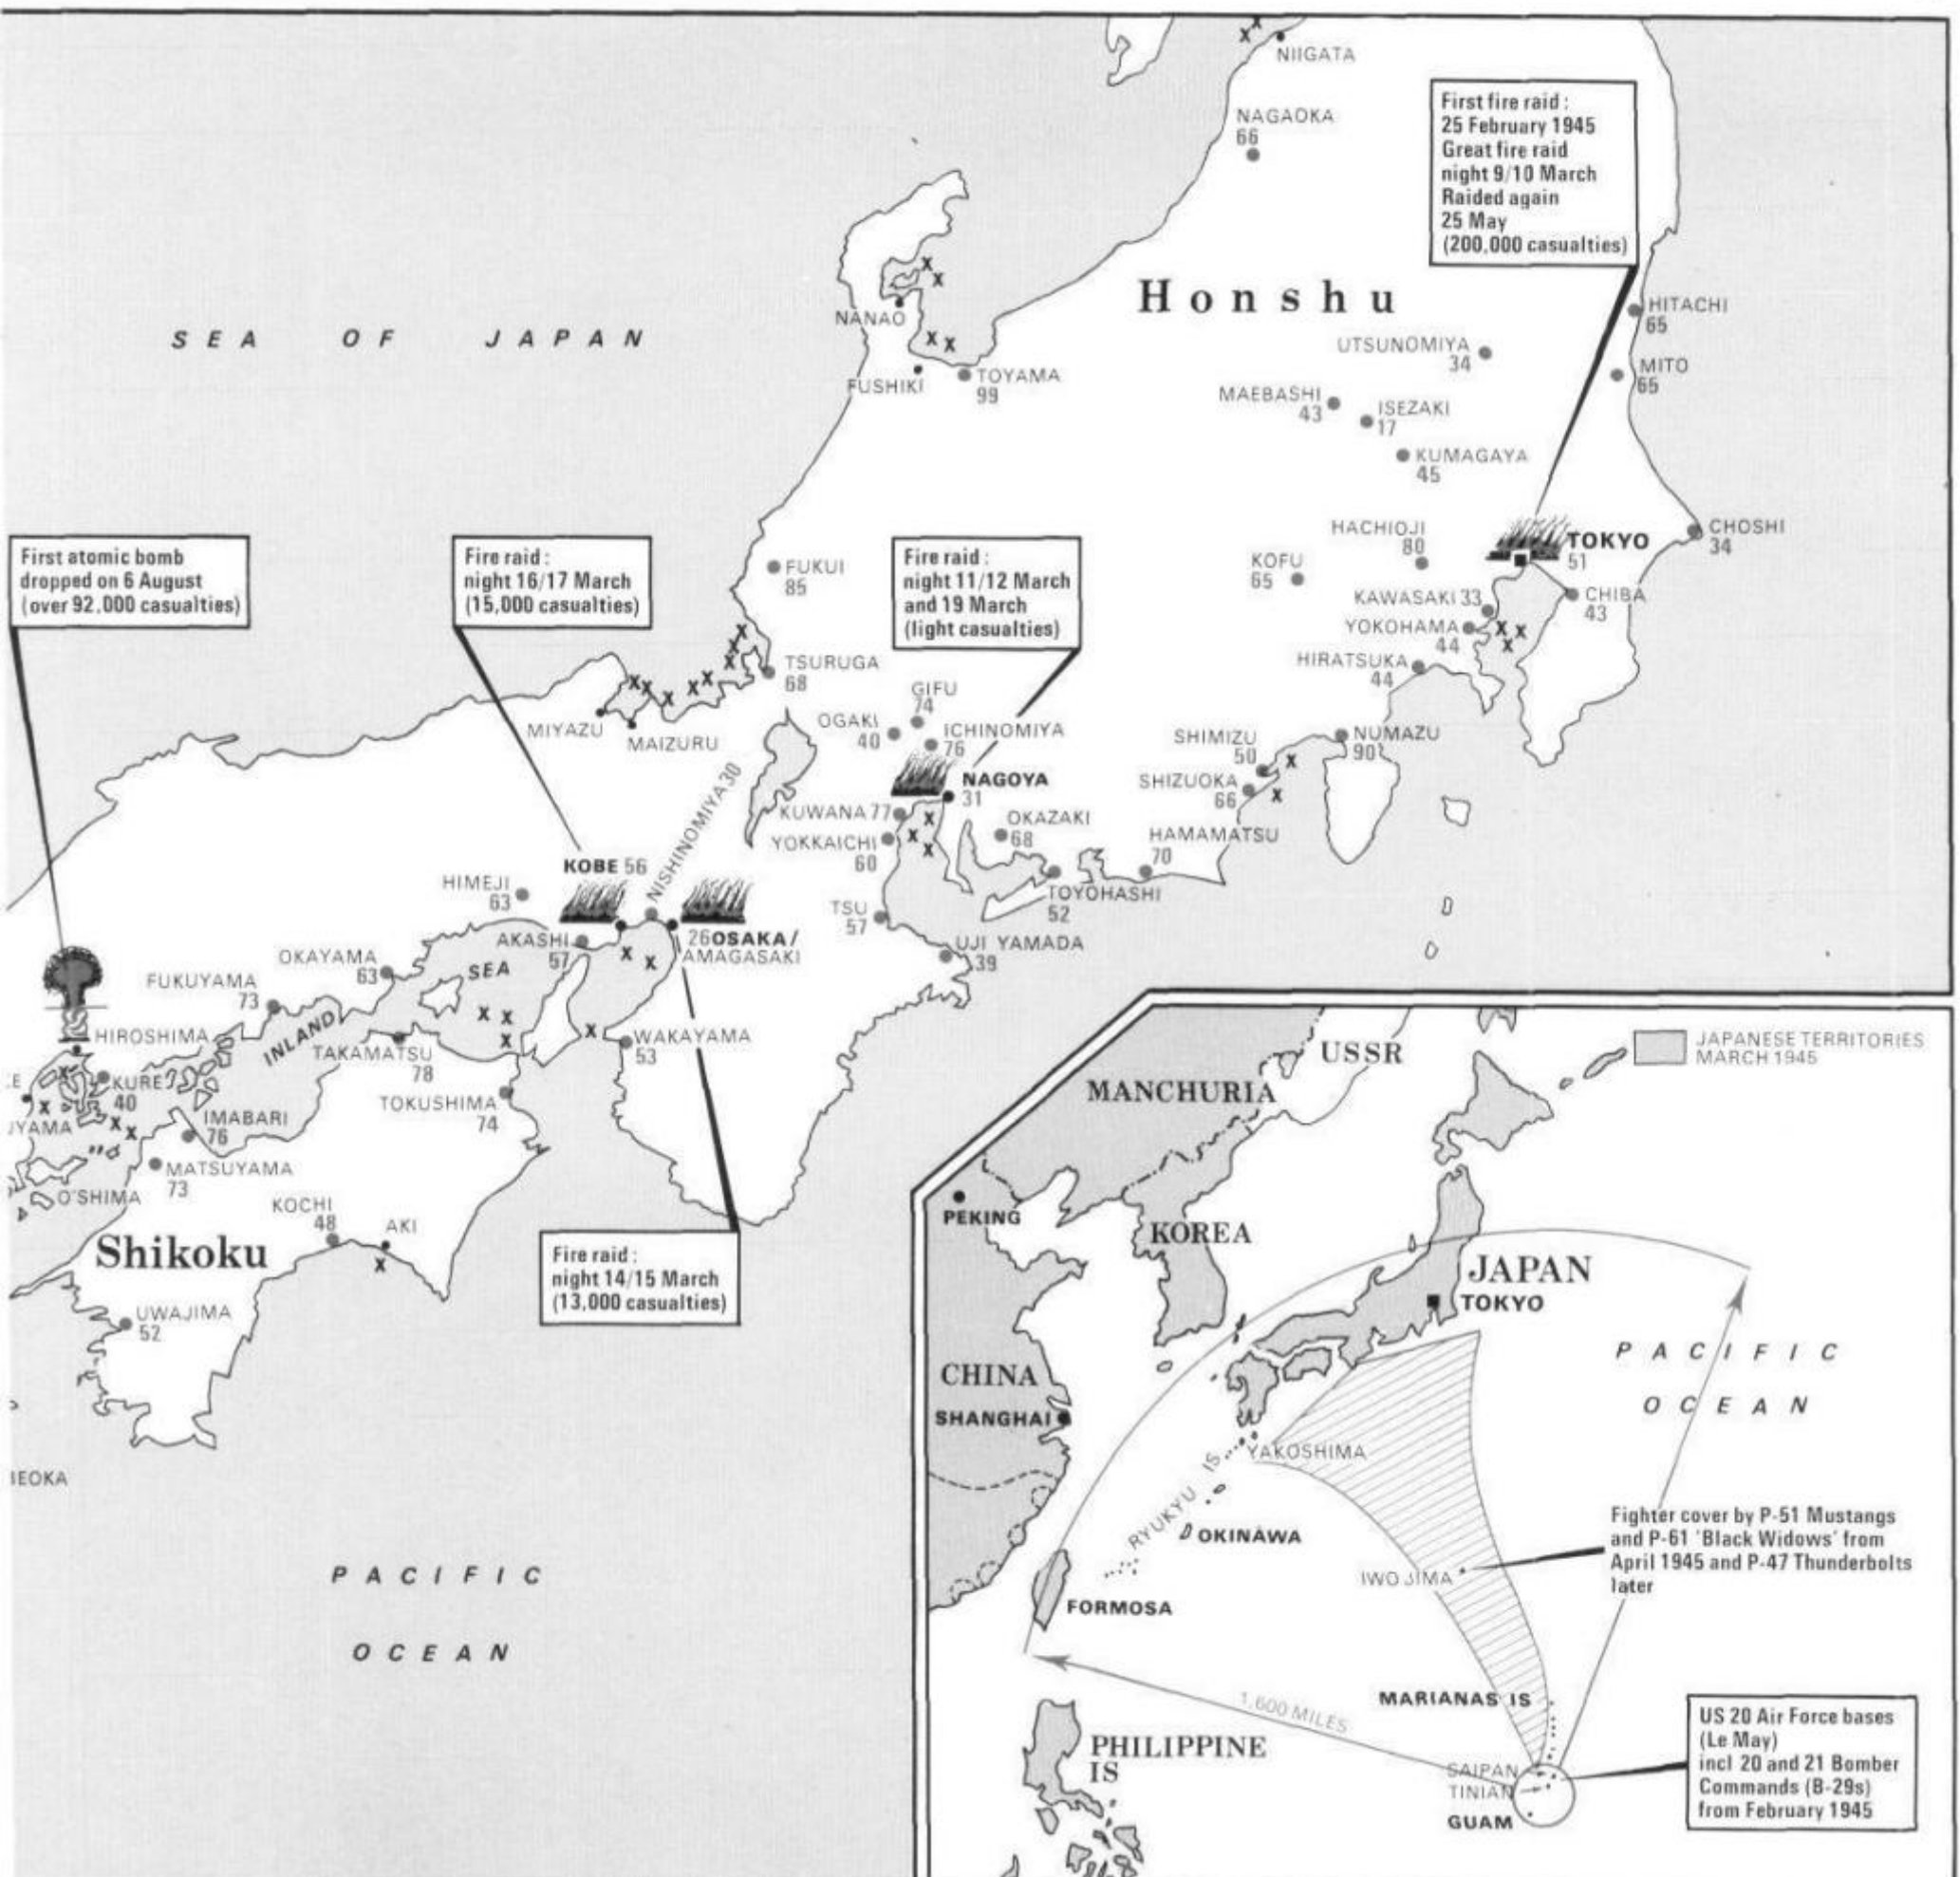 NIIGATA
NAGAOKA
66
First fire raid :
25 February 1945
Great fire raid
night 9/10 March
Raided again
25 May
(200,000 casualties)
Honshu
SEA OF JAPAN
NANAO
FUSHIKI
TOYAMA
99
HITACHI
65
UTSUNOMIYA
34
MITO
65
MAEBASHI
43
ISEZAKI
17
KUMAGAYA
45
First atomic bomb
dropped on 6 August
(over 92,000 casualties)
Fire raid :
night 16/17 March
(15,000 casualties)
Fire raid :
night 11/12 March
and 19 March
(light casualties)
FUKUI
85
HACHIOJI
80
TOKYO
51
CHOSHI
34
KOFU
65
KAWASAKI 33
CHIBA
43
YOKOHAMA
44
HIRATSUKA
44
TSURUGA
68
MIYAZU
MAIZURU
GIFU
74
OGAKI
40
ICHINOMIYA
76
NAGOYA
31
SHIMIZU
50
NUMAZU
90
SHIZUOKA
66
KUWANA 77
YOKKAICHI
60
OKAZAKI
68
HAMAMATSU
70
TOYOHASHI
52
NISHINOMIYA 30
KOBE 56
HIMEJI
63
AKASHI
57
26 OSAKA/
AMAGASAKI
TSU
57
UJI YAMADA
39
OKAYAMA
63
FUKUYAMA
73
INLAND SEA
HIROSHIMA
TAKAMATSU
78
WAKAYAMA
53
KE
KURE
40
TOKUSHIMA
74
UYAMA
IMABARI
76
MATSUYAMA
73
O'SHIMA
KOCHI
48
AKI
Shikoku
Fire raid :
night 14/15 March
(13,000 casualties)
UWAJIMA
52
BEOKA
PACIFIC
OCEAN
JAPANESE TERRITORIES
MARCH 1945
USSR
MANCHURIA
PEKING
KOREA
JAPAN
TOKYO
PACIFIC
OCEAN
CHINA
SHANGHAI
YAKOSHIMA
RYUKYU IS
OKINAWA
Fighter cover by P-51 Mustangs
and P-61 'Black Widows' from
April 1945 and P-47 Thunderbolts
later
IWO JIMA
FORMOSA
1,600 MILES
MARIANAS IS
PHILIPPINE
IS
SAIPAN
TINIAN
GUAM
US 20 Air Force bases
(Le May)
incl 20 and 21 Bomber
Commands (B-29s)
from February 1945